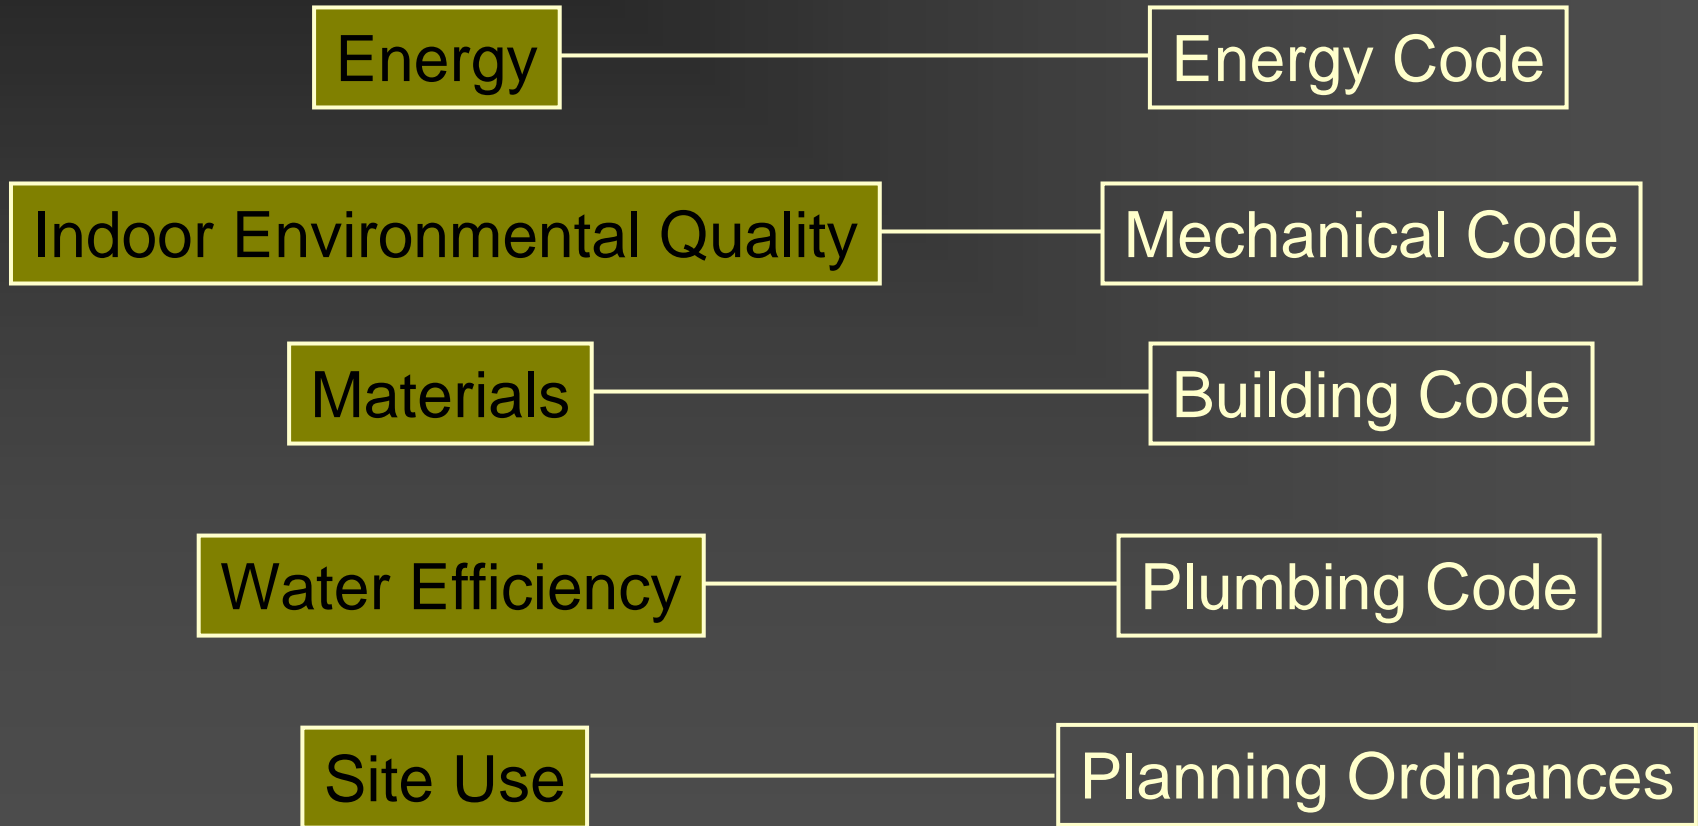 Energy
Energy Code
Indoor Environmental Quality
Mechanical Code
Materials
Building Code
Water Efficiency
Plumbing Code
Site Use
Planning Ordinances